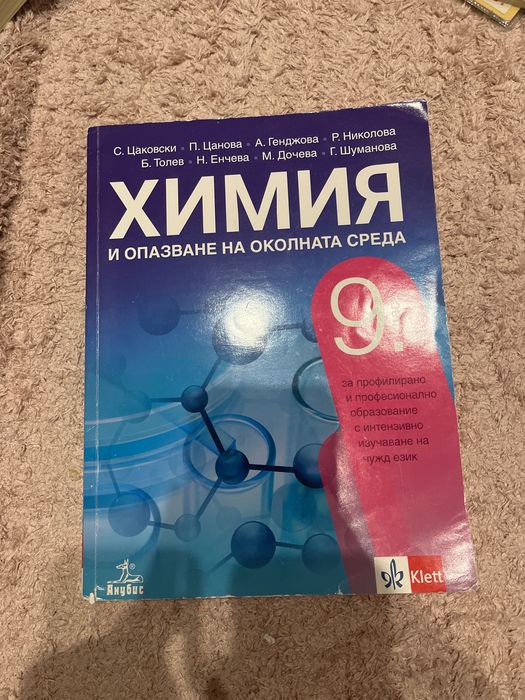 С. Цаковски • П. Цанова • А. Генджова • Р. Николова
Б. Толев • Н. Енчева • М. Дочева • Г. Шуманова
ХИМИЯ
И ОПАЗВАНЕ НА ОКОЛНАТА СРЕДА
9.
за профилирано
и професионално
образование
с интензивно
изучаване на
чужд език
Анубис
Klett